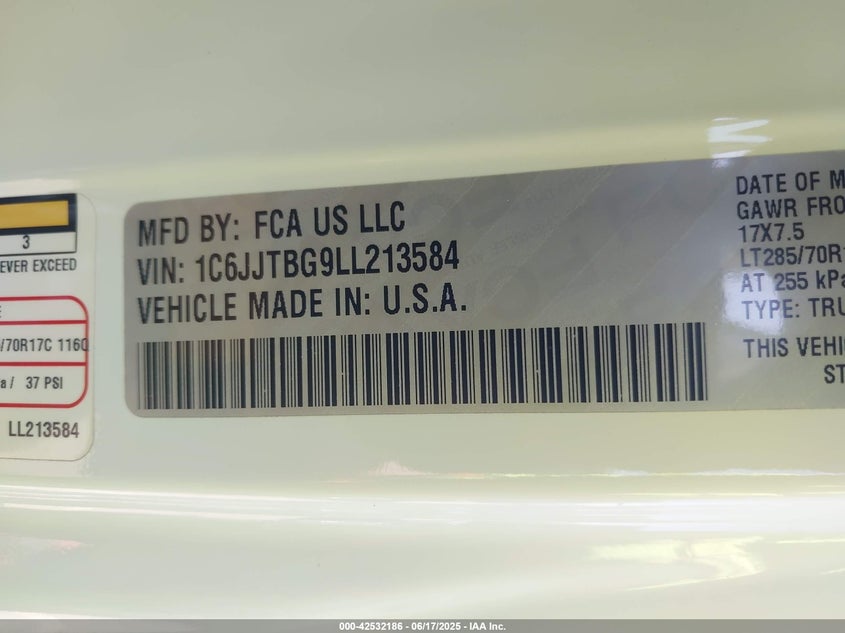 3
EVER EXCEED
/70R17C 116Q
a / 37 PSI
LL213584
MFD BY: FCA US LLC
VIN: 1C6JJTBG9LL213584
VEHICLE MADE IN: U.S.A.
DATE OF M
GAWR FRO
17X7.5
LT285/70R1
AT 255 kPa
TYPE: TRU
THIS VEHI
ST
000-42532186 - 06/17/2025 - IAA Inc.